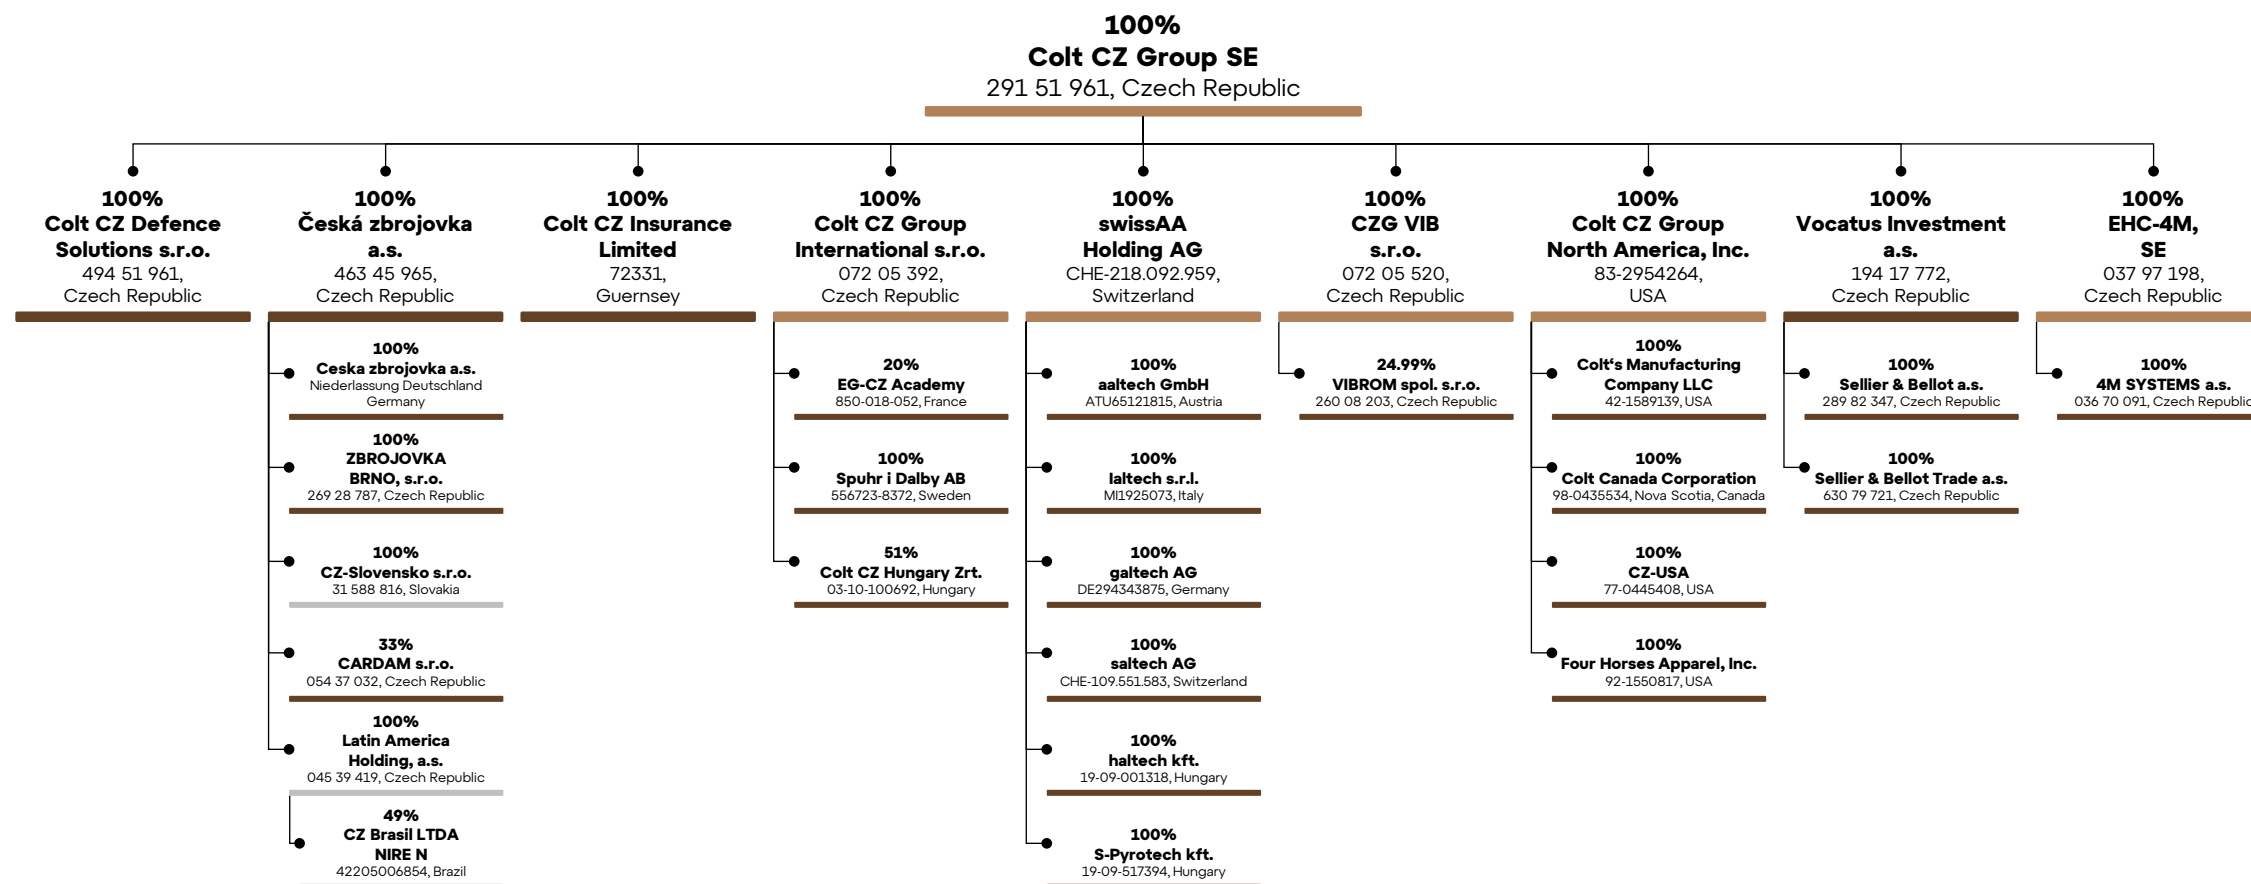 100%
Colt CZ Group SE
291 51 961, Czech Republic
100%
Colt CZ Defence
Solutions s.r.o.
494 51 961,
Czech Republic
100%
Česká zbrojovka
a.s.
463 45 965,
Czech Republic
100%
Ceska zbrojovka a.s.
Niederlassung Deutschland
Germany
100%
ZBROJOVKA
BRNO, s.r.o.
269 28 787, Czech Republic
100%
CZ-Slovensko s.r.o.
31 588 816, Slovakia
33%
CARDAM s.r.o.
054 37 032, Czech Republic
100%
Latin America
Holding, a.s.
045 39 419, Czech Republic
49%
CZ Brasil LTDA
NIRE N
42205006854, Brazil
100%
Colt CZ Insurance
Limited
72331,
Guernsey
100%
Colt CZ Group
International s.r.o.
072 05 392,
Czech Republic
20%
EG-CZ Academy
850-018-052, France
100%
Spuhr i Dalby AB
556723-8372, Sweden
51%
Colt CZ Hungary Zrt.
03-10-100692, Hungary
100%
swissAA
Holding AG
CHE-218.092.959,
Switzerland
100%
aaltech GmbH
ATU65121815, Austria
100%
Ialtech s.r.l.
MI1925073, Italy
100%
galtech AG
DE294343875, Germany
100%
saltech AG
CHE-109.551.583, Switzerland
100%
haltech kft.
19-09-001318, Hungary
100%
S-Pyrotech kft.
19-09-517394, Hungary
100%
CZG VIB
s.r.o.
072 05 520,
Czech Republic
24.99%
VIBROM spol. s.r.o.
260 08 203, Czech Republic
100%
Colt CZ Group
North America, Inc.
83-2954264,
USA
100%
Colt‘s Manufacturing
Company LLC
42-1589139, USA
100%
Colt Canada Corporation
98-0435534, Nova Scotia, Canada
100%
CZ-USA
77-0445408, USA
100%
Four Horses Apparel, Inc.
92-1550817, USA
100%
Vocatus Investment
a.s.
194 17 772,
Czech Republic
100%
Sellier & Bellot a.s.
289 82 347, Czech Republic
100%
Sellier & Bellot Trade a.s.
630 79 721, Czech Republic
100%
EHC-4M,
SE
037 97 198,
Czech Republic
100%
4M SYSTEMS a.s.
036 70 091, Czech Republic